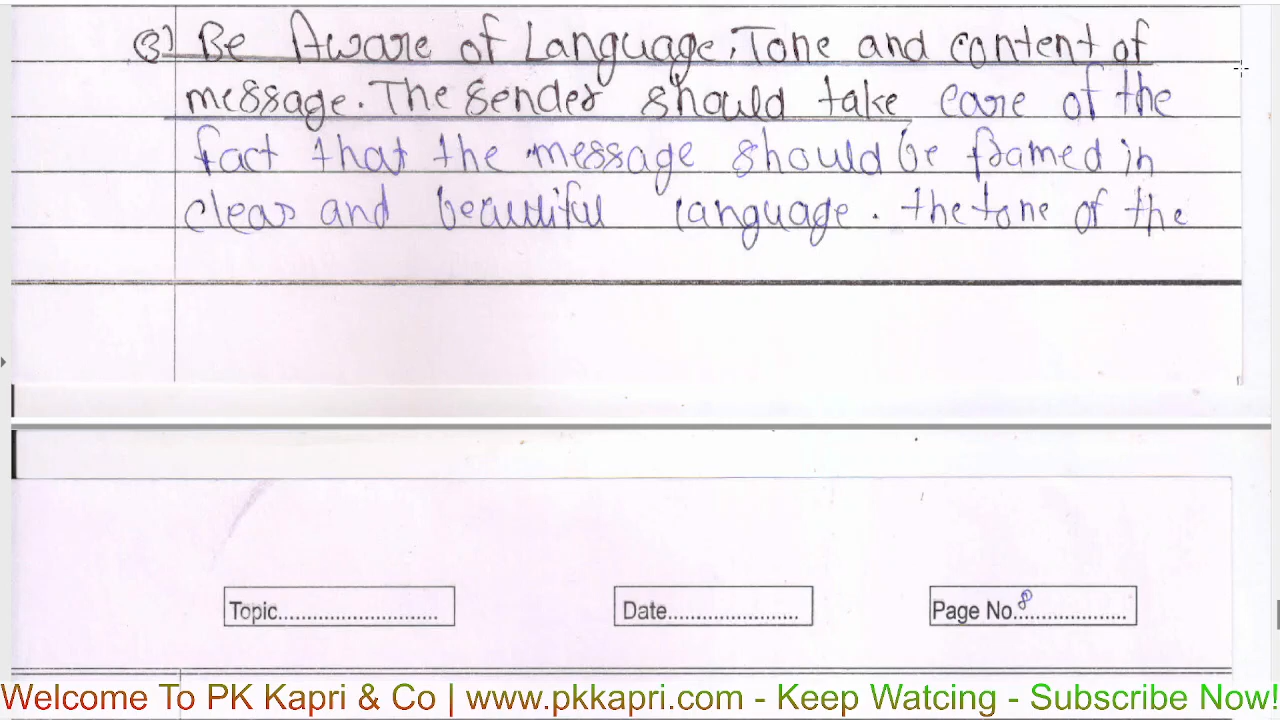 3) Be Aware of Language, Tone and content of
message. The sender should take care of the
fact that the message should be framed in
clear and beautiful language. the tone of the
Topic............................
Date.......................
Page No.8....................
Welcome To PK Kapri & Co | www.pkkapri.com - Keep Watcing - Subscribe Now!